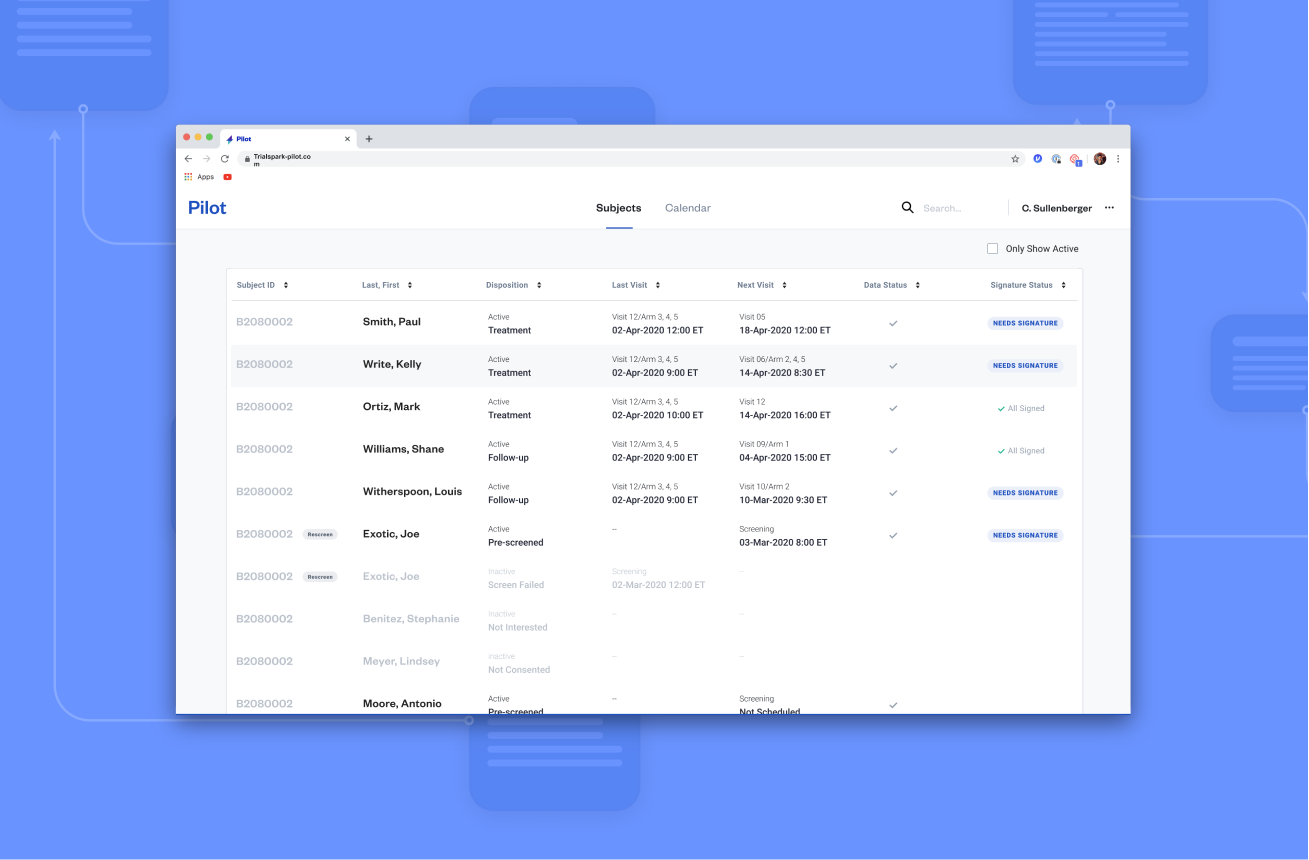 Pilot
Trialspark-pilot.co
m
Apps
Pilot
Subjects Calendar Search... C. Sullenberger
Only Show Active
Subject ID Last, First Disposition Last Visit Next Visit Data Status Signature Status
B2080002 Smith, Paul Active Treatment Visit 12/Arm 3, 4, 5 02-Apr-2020 12:00 ET Visit 05 18-Apr-2020 12:00 ET NEEDS SIGNATURE
B2080002 Write, Kelly Active Treatment Visit 12/Arm 3, 4, 5 02-Apr-2020 9:00 ET Visit 06/Arm 2, 4, 5 14-Apr-2020 8:30 ET NEEDS SIGNATURE
B2080002 Ortiz, Mark Active Treatment Visit 12/Arm 3, 4, 5 02-Apr-2020 10:00 ET Visit 12 14-Apr-2020 16:00 ET All Signed
B2080002 Williams, Shane Active Follow-up Visit 12/Arm 3, 4, 5 02-Apr-2020 9:00 ET Visit 09/Arm 1 04-Apr-2020 15:00 ET All Signed
B2080002 Witherspoon, Louis Active Follow-up Visit 12/Arm 3, 4, 5 02-Apr-2020 9:00 ET Visit 10/Arm 2 10-Mar-2020 9:30 ET NEEDS SIGNATURE
B2080002 Rescreen Exotic, Joe Active Pre-screened -- Screening 03-Mar-2020 8:00 ET NEEDS SIGNATURE
B2080002 Rescreen Exotic, Joe Inactive Screen Failed Screening 02-Mar-2020 12:00 ET --
B2080002 Benitez, Stephanie Inactive Not Interested -- --
B2080002 Meyer, Lindsey Inactive Not Consented -- --
B2080002 Moore, Antonio Active Pre-screened -- Screening Not Scheduled